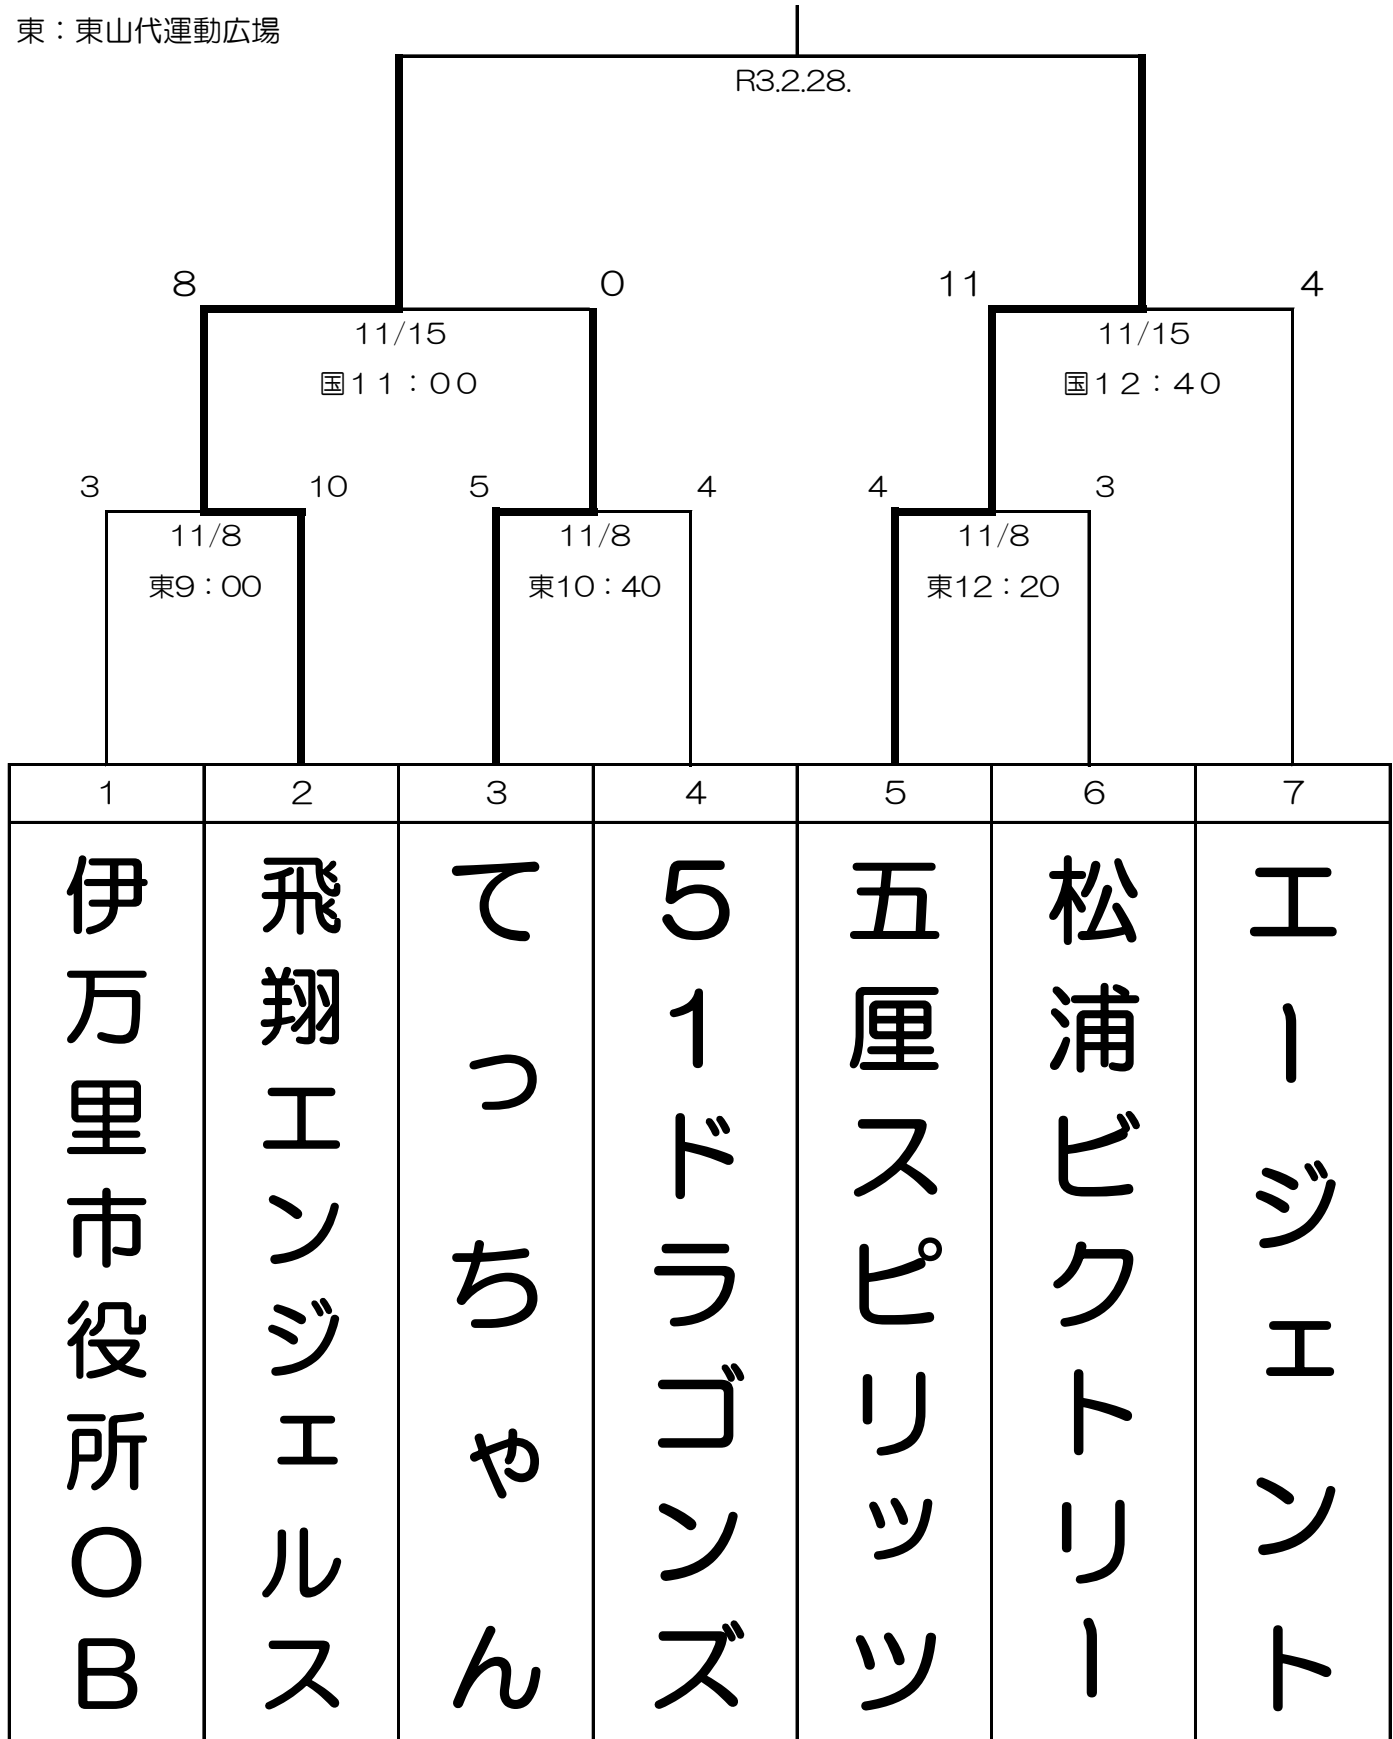 東：東山代運動広場
R3.2.28.
8
0
11
4
11/15
11/15
国１１：００
国１２：４０
3
10
5
4
4
3
11/8
11/8
11/8
東9：00
東10：40
東12：20
1
2
3
4
5
6
7
伊万里市役所ＯＢ
飛翔エンジェルス
てっちゃん
５１ドラゴンズ
五厘スピリッツ
松浦ビクトリー
エージェント